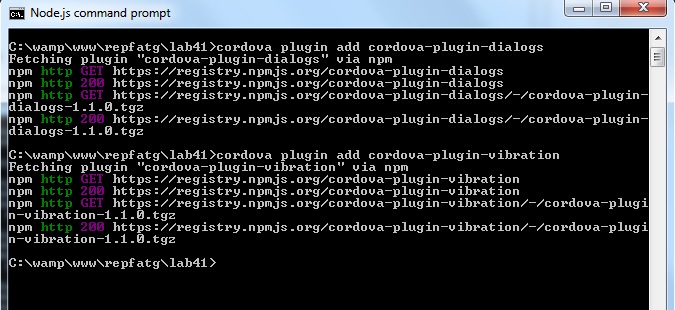 Node.js command prompt
C:\wamp\www\repfatg\lab41>cordova plugin add cordova-plugin-dialogs
Fetching plugin "cordova-plugin-dialogs" via npm
npm http GET https://registry.npmjs.org/cordova-plugin-dialogs
npm http 200 https://registry.npmjs.org/cordova-plugin-dialogs
npm http GET https://registry.npmjs.org/cordova-plugin-dialogs/-/cordova-plugin-
dialogs-1.1.0.tgz
npm http 200 https://registry.npmjs.org/cordova-plugin-dialogs/-/cordova-plugin-
dialogs-1.1.0.tgz
C:\wamp\www\repfatg\lab41>cordova plugin add cordova-plugin-vibration
Fetching plugin "cordova-plugin-vibration" via npm
npm http GET https://registry.npmjs.org/cordova-plugin-vibration
npm http 200 https://registry.npmjs.org/cordova-plugin-vibration
npm http GET https://registry.npmjs.org/cordova-plugin-vibration/-/cordova-plugi
n-vibration-1.1.0.tgz
npm http 200 https://registry.npmjs.org/cordova-plugin-vibration/-/cordova-plugi
n-vibration-1.1.0.tgz
C:\wamp\www\repfatg\lab41>